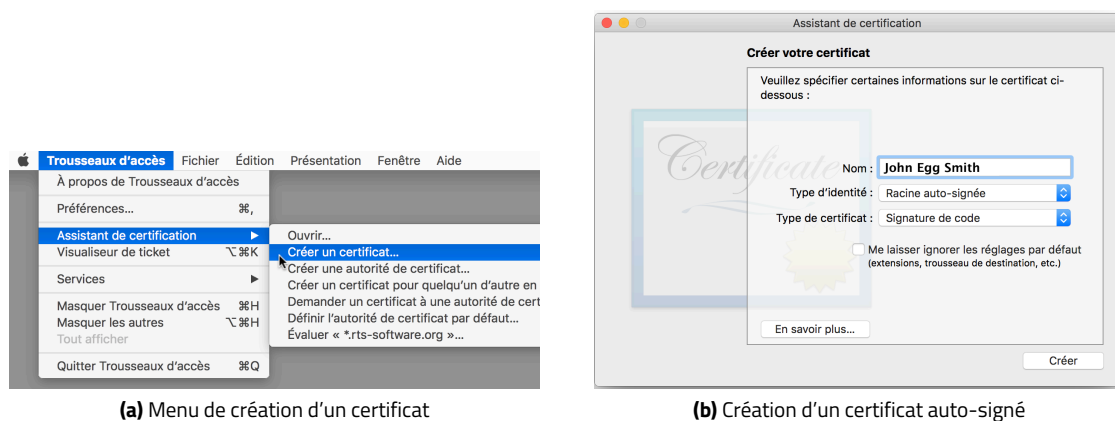 Trousseaux d'accès Fichier Édition Présentation Fenêtre Aide
À propos de Trousseaux d'accès
Préférences... ⌘,
Assistant de certification ▶
Visualiseur de ticket ⌥⌘K
Services ▶
Masquer Trousseaux d'accès ⌘H
Masquer les autres ⌥⌘H
Tout afficher
Quitter Trousseaux d'accès ⌘Q
Ouvrir...
Créer un certificat...
Créer une autorité de certificat...
Créer un certificat pour quelqu'un d'autre en
Demander un certificat à une autorité de cert
Définir l'autorité de certificat par défaut...
Évaluer « *.rts-software.org »...
(a) Menu de création d'un certificat
Assistant de certification
Créer votre certificat
Veuillez spécifier certaines informations sur le certificat ci-
dessous :
Certificate
Nom : John Egg Smith
Type d'identité : Racine auto-signée
Type de certificat : Signature de code
Me laisser ignorer les réglages par défaut
(extensions, trousseau de destination, etc.)
En savoir plus...
Créer
(b) Création d'un certificat auto-signé